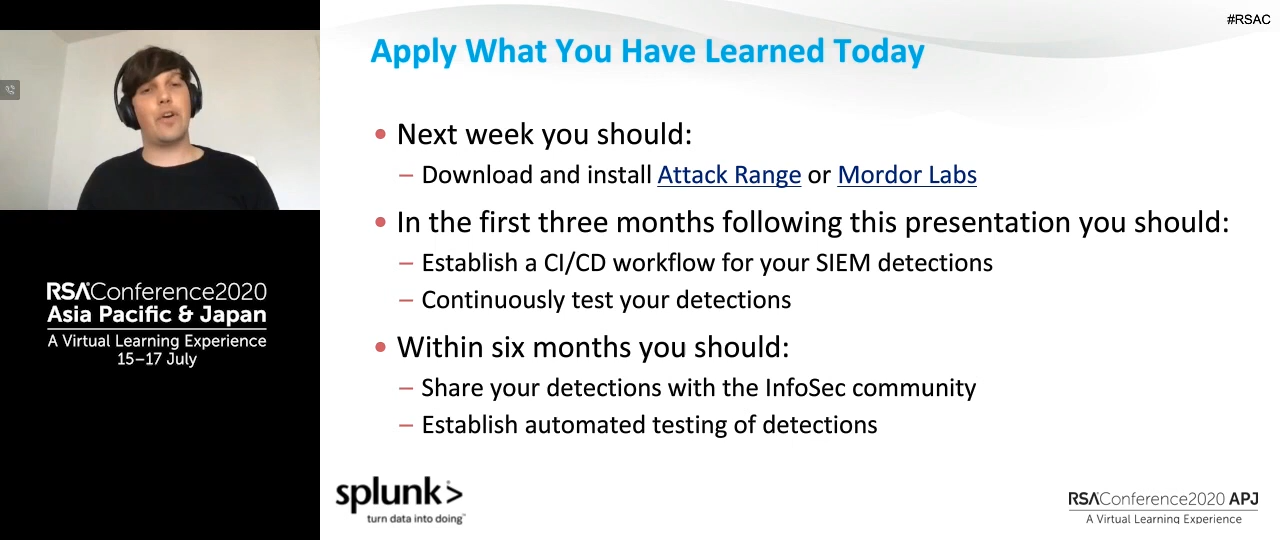 #RSAC
Apply What You Have Learned Today
• Next week you should:
– Download and install Attack Range or Mordor Labs
• In the first three months following this presentation you should:
– Establish a CI/CD workflow for your SIEM detections
– Continuously test your detections
• Within six months you should:
– Share your detections with the InfoSec community
– Establish automated testing of detections
RSAConference2020
Asia Pacific & Japan
A Virtual Learning Experience
15–17 July
splunk>
turn data into doing™
RSAConference2020 APJ
A Virtual Learning Experience